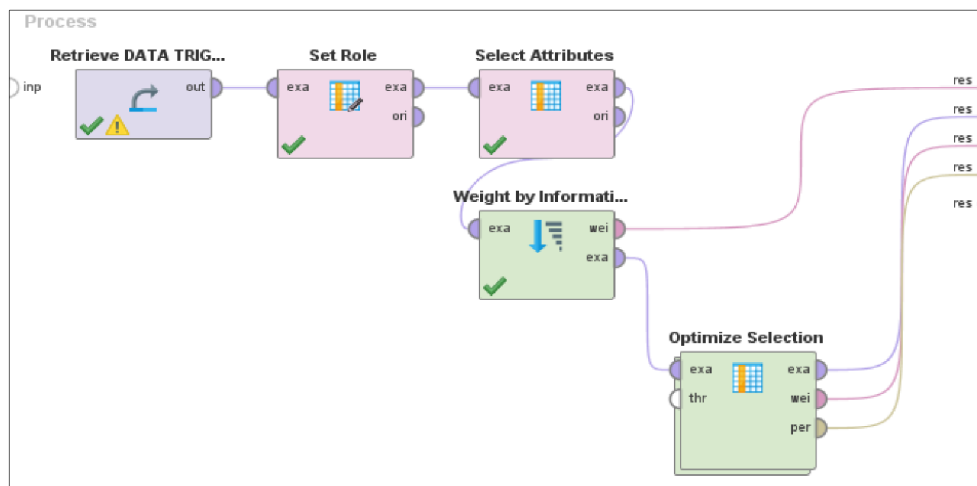 Process
Retrieve DATA TRIG...
Set Role
Select Attributes
inp
out
exa
exa
ori
exa
exa
ori
res
res
res
res
res
Weight by Informati...
exa
wei
exa
Optimize Selection
exa
exa
thr
wei
per